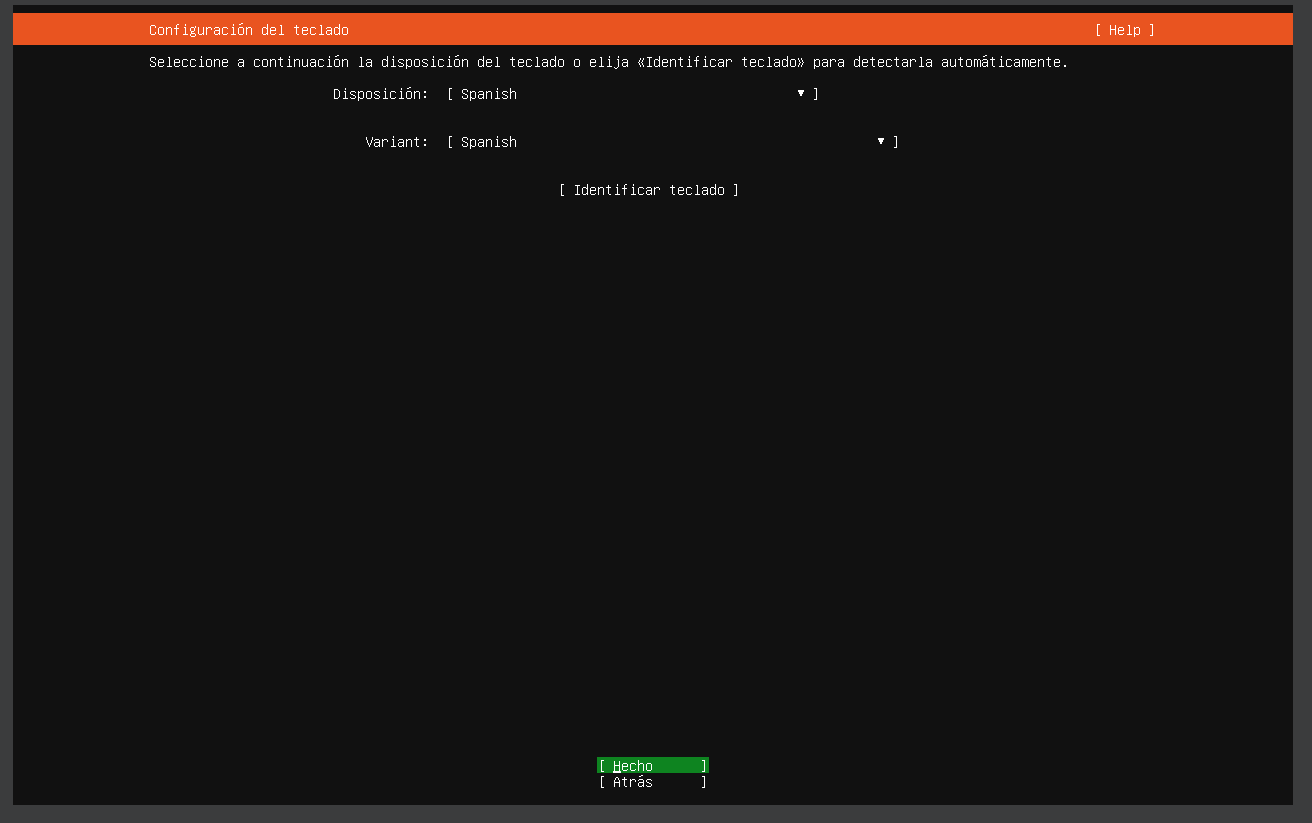 Configuración del teclado [ Help ]
Seleccione a continuación la disposición del teclado o elija «Identificar teclado» para detectarla automáticamente.
Disposición: [ Spanish ▾ ]
Variant: [ Spanish ▾ ]
[ Identificar teclado ]
[ Hecho ]
[ Atrás ]